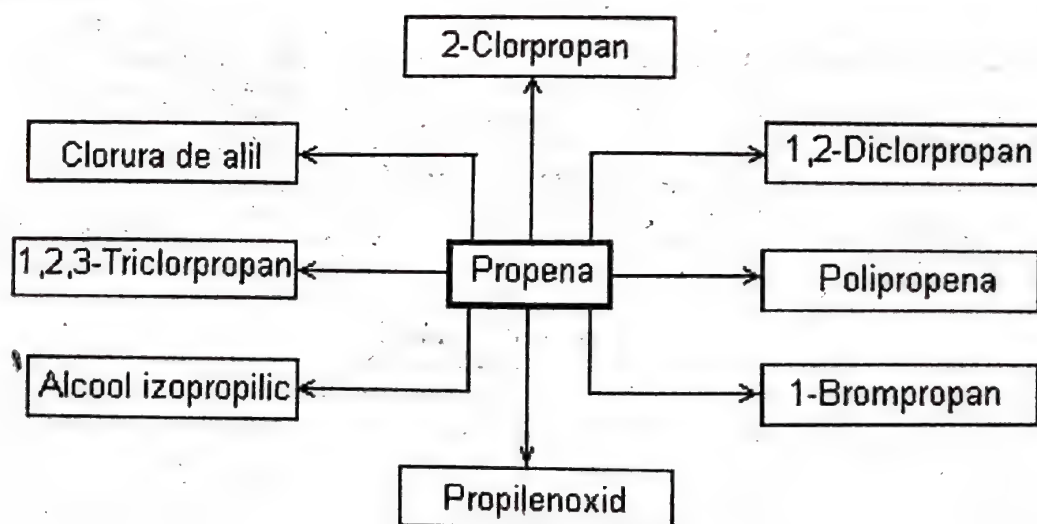 2-Clorpropan
Clorura de alil
1,2-Diclorpropan
1,2,3-Triclorpropan
Propena
Polipropena
Alcool izopropilic
1-Brompropan
Propilenoxid